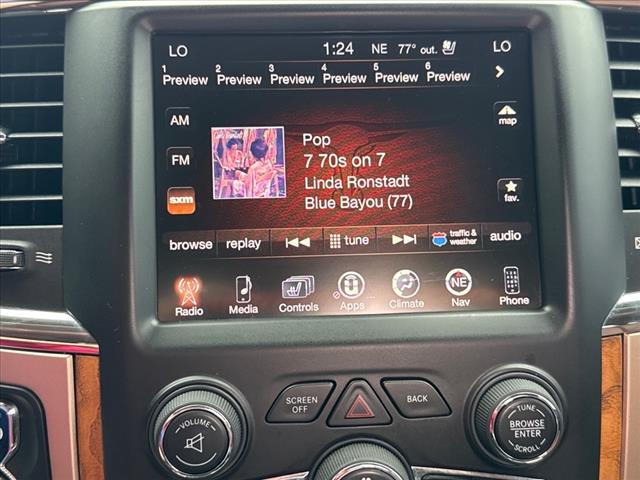 LO 1:24 NE 77° out. LO
1 2 3 4 5 6
Preview Preview Preview Preview Preview Preview
AM
map
FM
Pop
7 70s on 7
sxm
Linda Ronstadt
fav.
Blue Bayou (77)
browse replay tune traffic & weather audio
NE
Radio Media Controls Apps Climate Nav Phone
SCREEN OFF
BACK
VOLUME
TUNE
BROWSE
ENTER
SCROLL